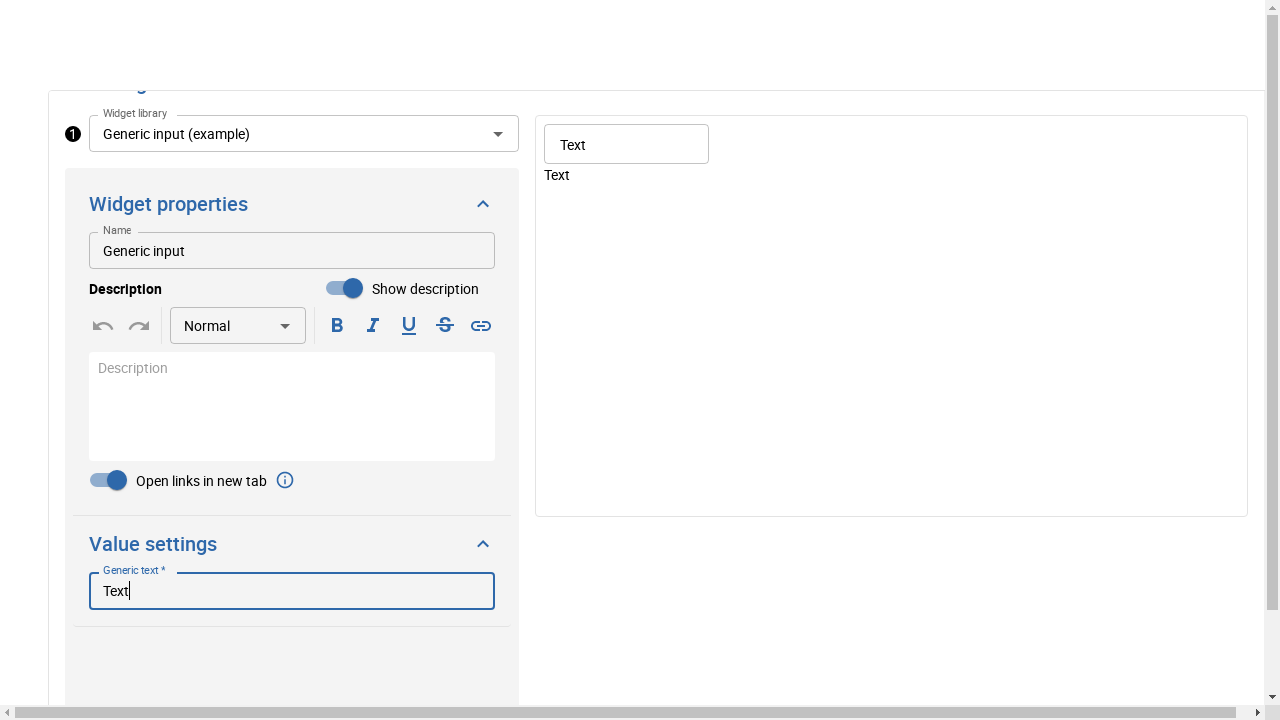 Widget library
1
Generic input (example)
Text
Text
Widget properties
Name
Generic input
Description
Show description
Normal
B I U S
Description
Open links in new tab
Value settings
Generic text *
Text